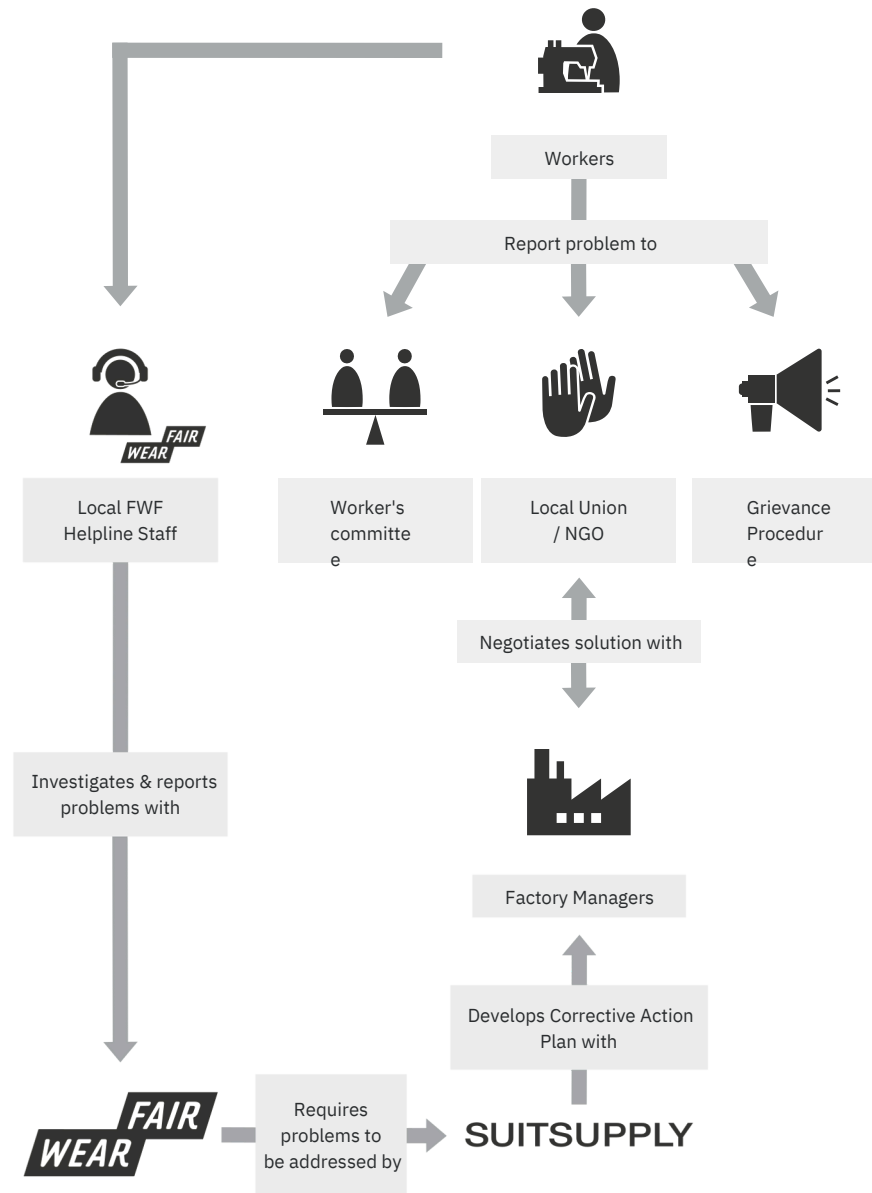 Workers
Report problem to
FAIR
WEAR
Local FWF
Helpline Staff
Worker's
committe
e
Local Union
/ NGO
Grievance
Procedur
e
Negotiates solution with
Investigates & reports
problems with
Factory Managers
Develops Corrective Action
Plan with
FAIR
WEAR
Requires
problems to
be addressed by
SUITSUPPLY